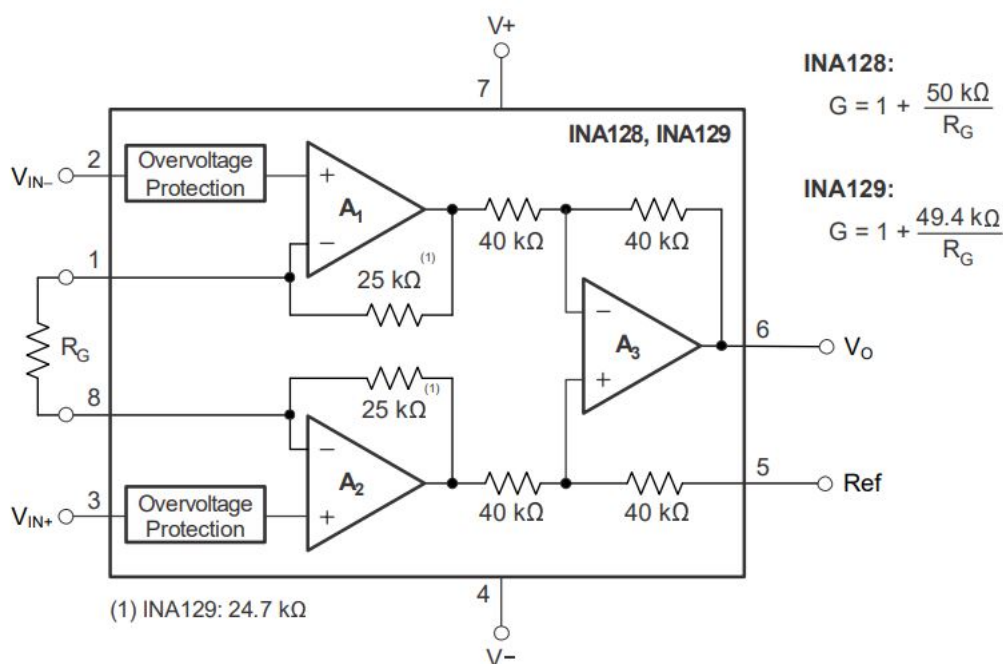 V+
7
INA128:
G = 1 + 50 kΩ / R_G
INA129:
G = 1 + 49.4 kΩ / R_G
INA128, INA129
2
V_IN–
Overvoltage
Protection
+
A_1
–
40 kΩ
40 kΩ
1
25 kΩ (1)
R_G
–
A_3
+
6
V_O
8
25 kΩ (1)
–
A_2
+
40 kΩ
40 kΩ
5
Ref
3
V_IN+
Overvoltage
Protection
4
(1) INA129: 24.7 kΩ
V–